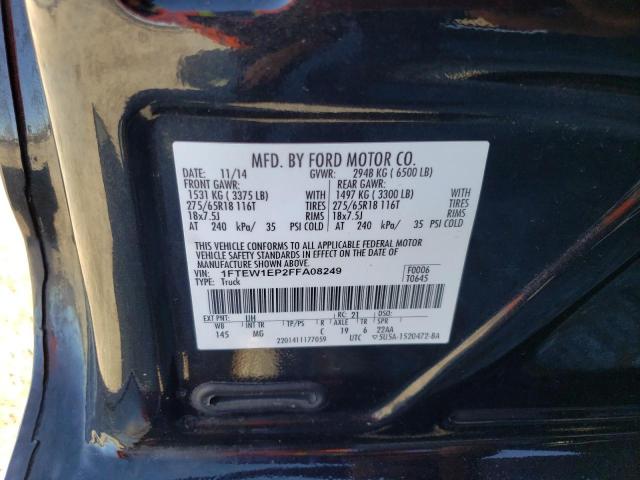 MFD. BY FORD MOTOR CO.
DATE: 11/14 GVWR: 2948 KG ( 6500 LB)
FRONT GAWR: REAR GAWR:
1531 KG ( 3375 LB) WITH 1497 KG ( 3300 LB) WITH
275/65R18 116T TIRES 275/65R18 116T TIRES
18x7.5J RIMS 18x7.5J RIMS
AT 240 kPa/ 35 PSI COLD AT 240 kPa/ 35 PSI COLD
THIS VEHICLE CONFORMS TO ALL APPLICABLE FEDERAL MOTOR
VEHICLE SAFETY STANDARDS IN EFFECT ON THE DATE OF
MANUFACTURE SHOWN ABOVE.
VIN: 1FTEW1EP2FFA08249 F0006
TYPE: Truck T0645
EXT PNT: UH RC: 21 DSO:
WB INT TR TP/PS R AXLE TR SPR
145 MG C 19 6 22AA
2201411177059 UTC ▽5U5A-1520472-BA